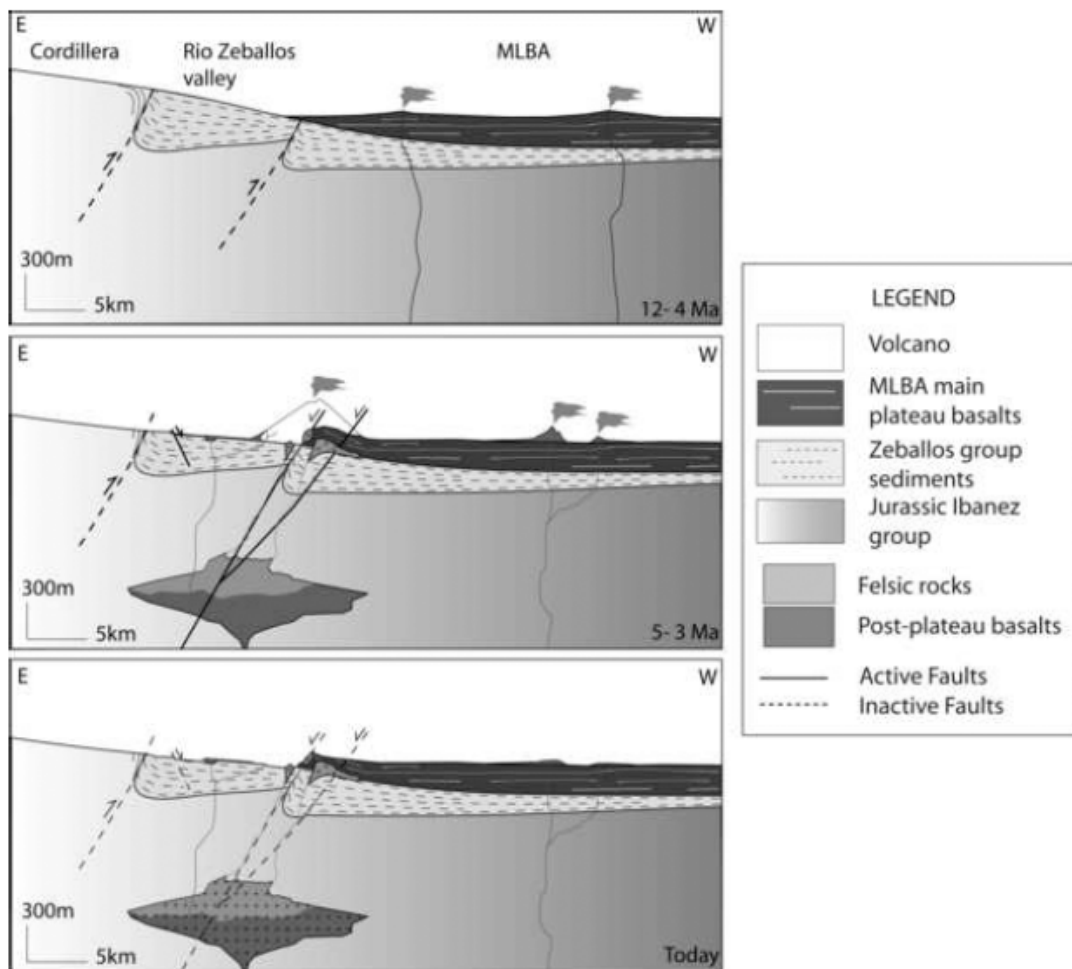 E
W
Cordillera
Rio Zeballos
valley
MLBA
300m
5km
12- 4 Ma
E
W
300m
5km
5- 3 Ma
E
W
300m
5km
Today
LEGEND
Volcano
MLBA main
plateau basalts
Zeballos group
sediments
Jurassic Ibanez
group
Felsic rocks
Post-plateau basalts
Active Faults
Inactive Faults